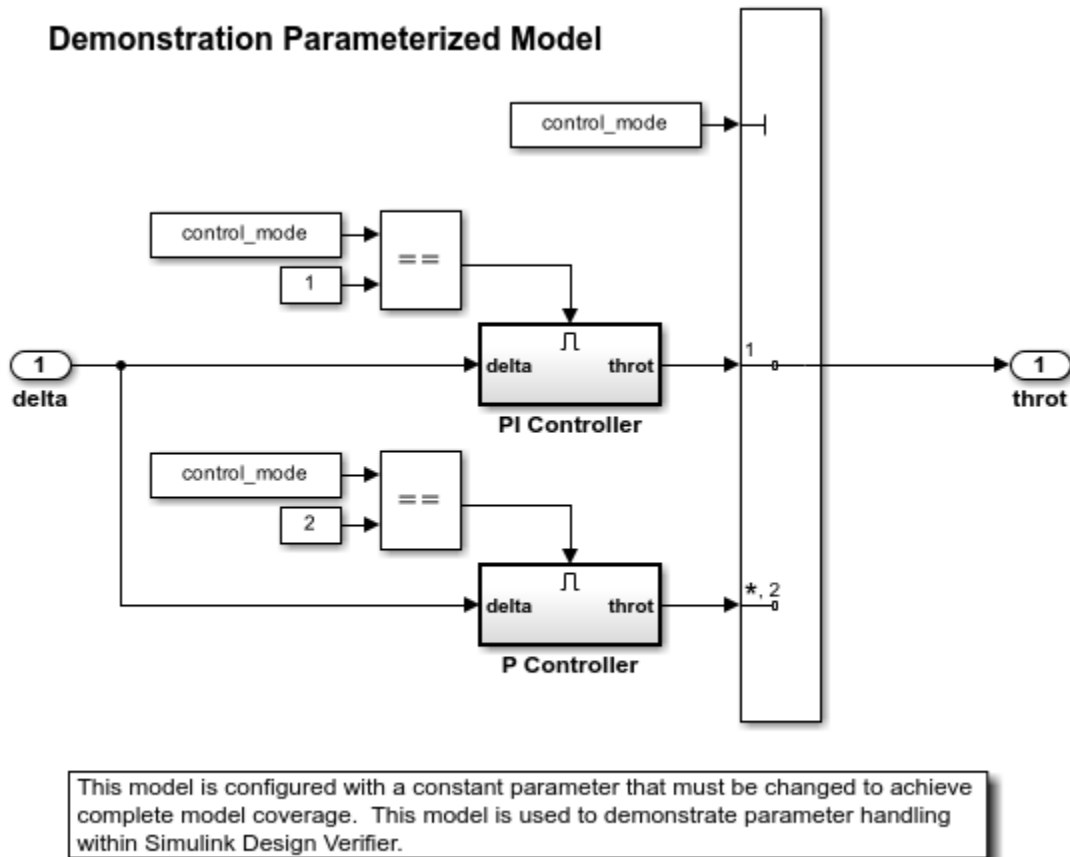 Demonstration Parameterized Model
control_mode
control_mode
==
1
1
delta
delta
throt
PI Controller
1
1
throt
control_mode
==
2
delta
throt
P Controller
*, 2
This model is configured with a constant parameter that must be changed to achieve
complete model coverage.  This model is used to demonstrate parameter handling
within Simulink Design Verifier.